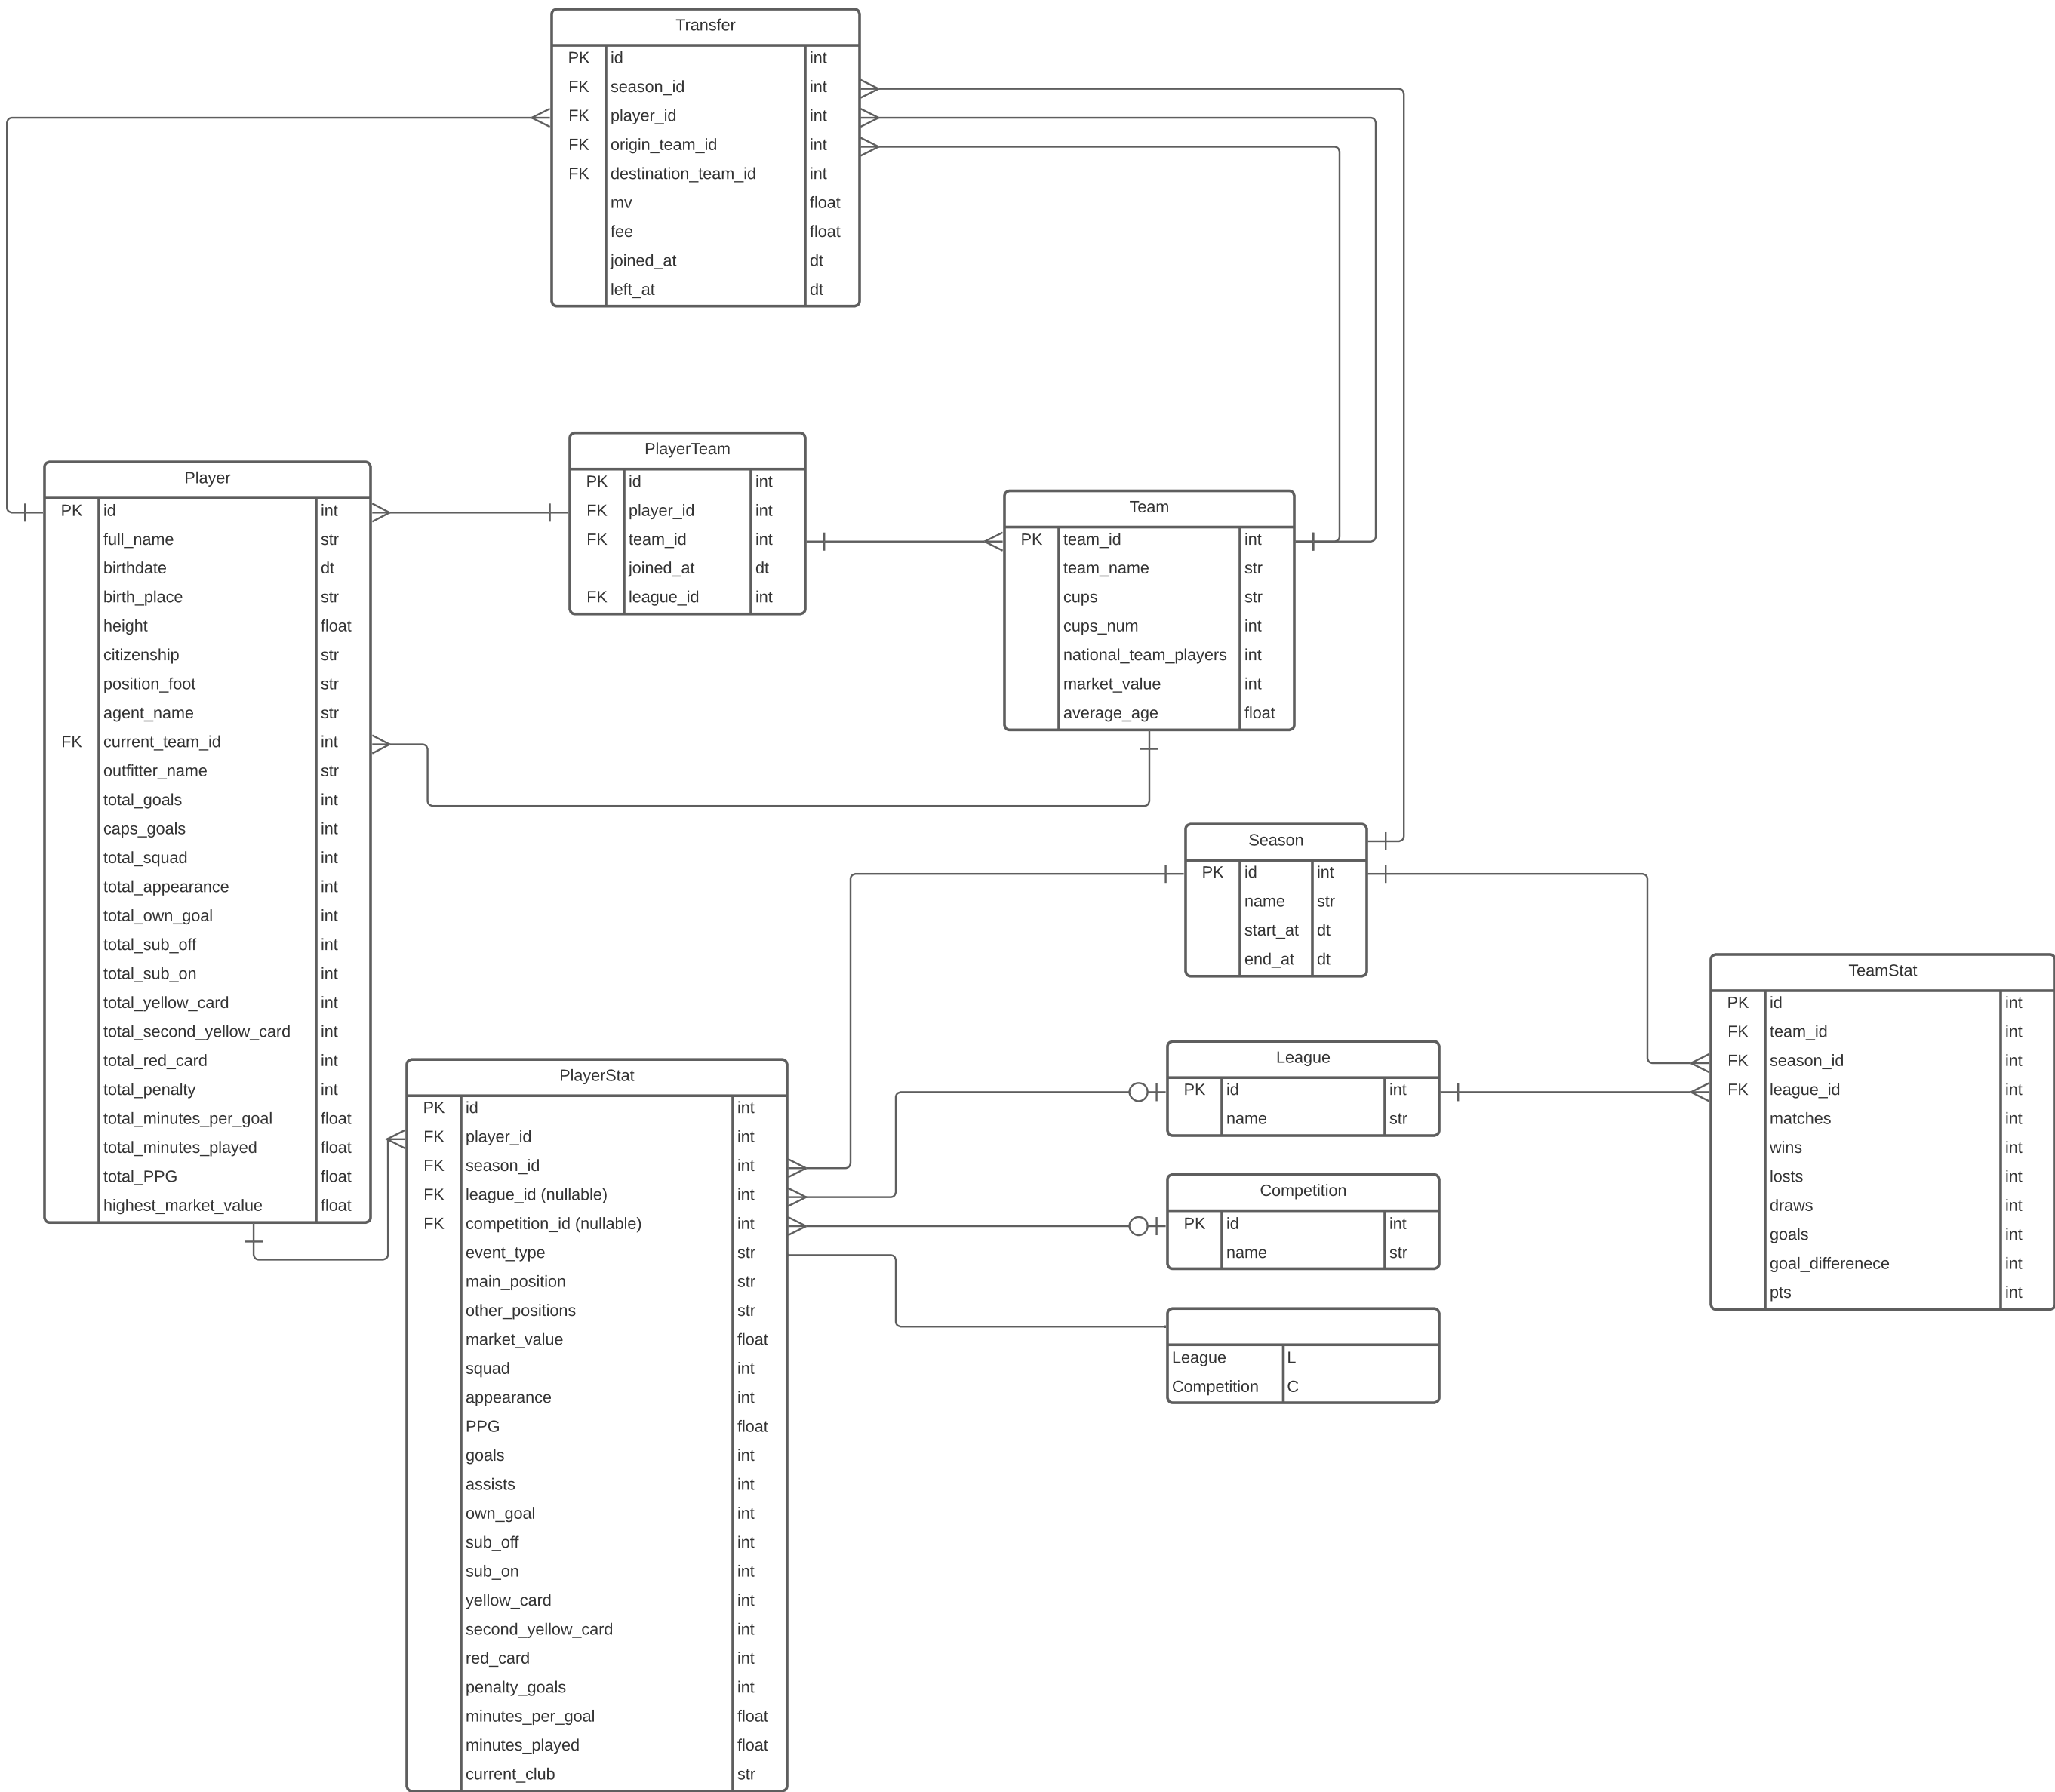 Transfer
PK id int
FK season_id int
FK player_id int
FK origin_team_id int
FK destination_team_id int
mv float
fee float
joined_at dt
left_at dt
PlayerTeam
PK id int
FK player_id int
FK team_id int
joined_at dt
FK league_id int
Player
PK id int
full_name str
birthdate dt
birth_place str
height float
citizenship str
position_foot str
agent_name str
FK current_team_id int
outfitter_name str
total_goals int
caps_goals int
total_squad int
total_appearance int
total_own_goal int
total_sub_off int
total_sub_on int
total_yellow_card int
total_second_yellow_card int
total_red_card int
total_penalty int
total_minutes_per_goal float
total_minutes_played float
total_PPG float
highest_market_value float
Team
PK team_id int
team_name str
cups str
cups_num int
national_team_players int
market_value int
average_age float
Season
PK id int
name str
start_at dt
end_at dt
TeamStat
PK id int
FK team_id int
FK season_id int
FK league_id int
matches int
wins int
losts int
draws int
goals int
goal_differenece int
pts int
League
PK id int
name str
Competition
PK id int
name str
League L
Competition C
PlayerStat
PK id int
FK player_id int
FK season_id int
FK league_id (nullable) int
FK competition_id (nullable) int
event_type str
main_position str
other_positions str
market_value float
squad int
appearance int
PPG float
goals int
assists int
own_goal int
sub_off int
sub_on int
yellow_card int
second_yellow_card int
red_card int
penalty_goals int
minutes_per_goal float
minutes_played float
current_club str